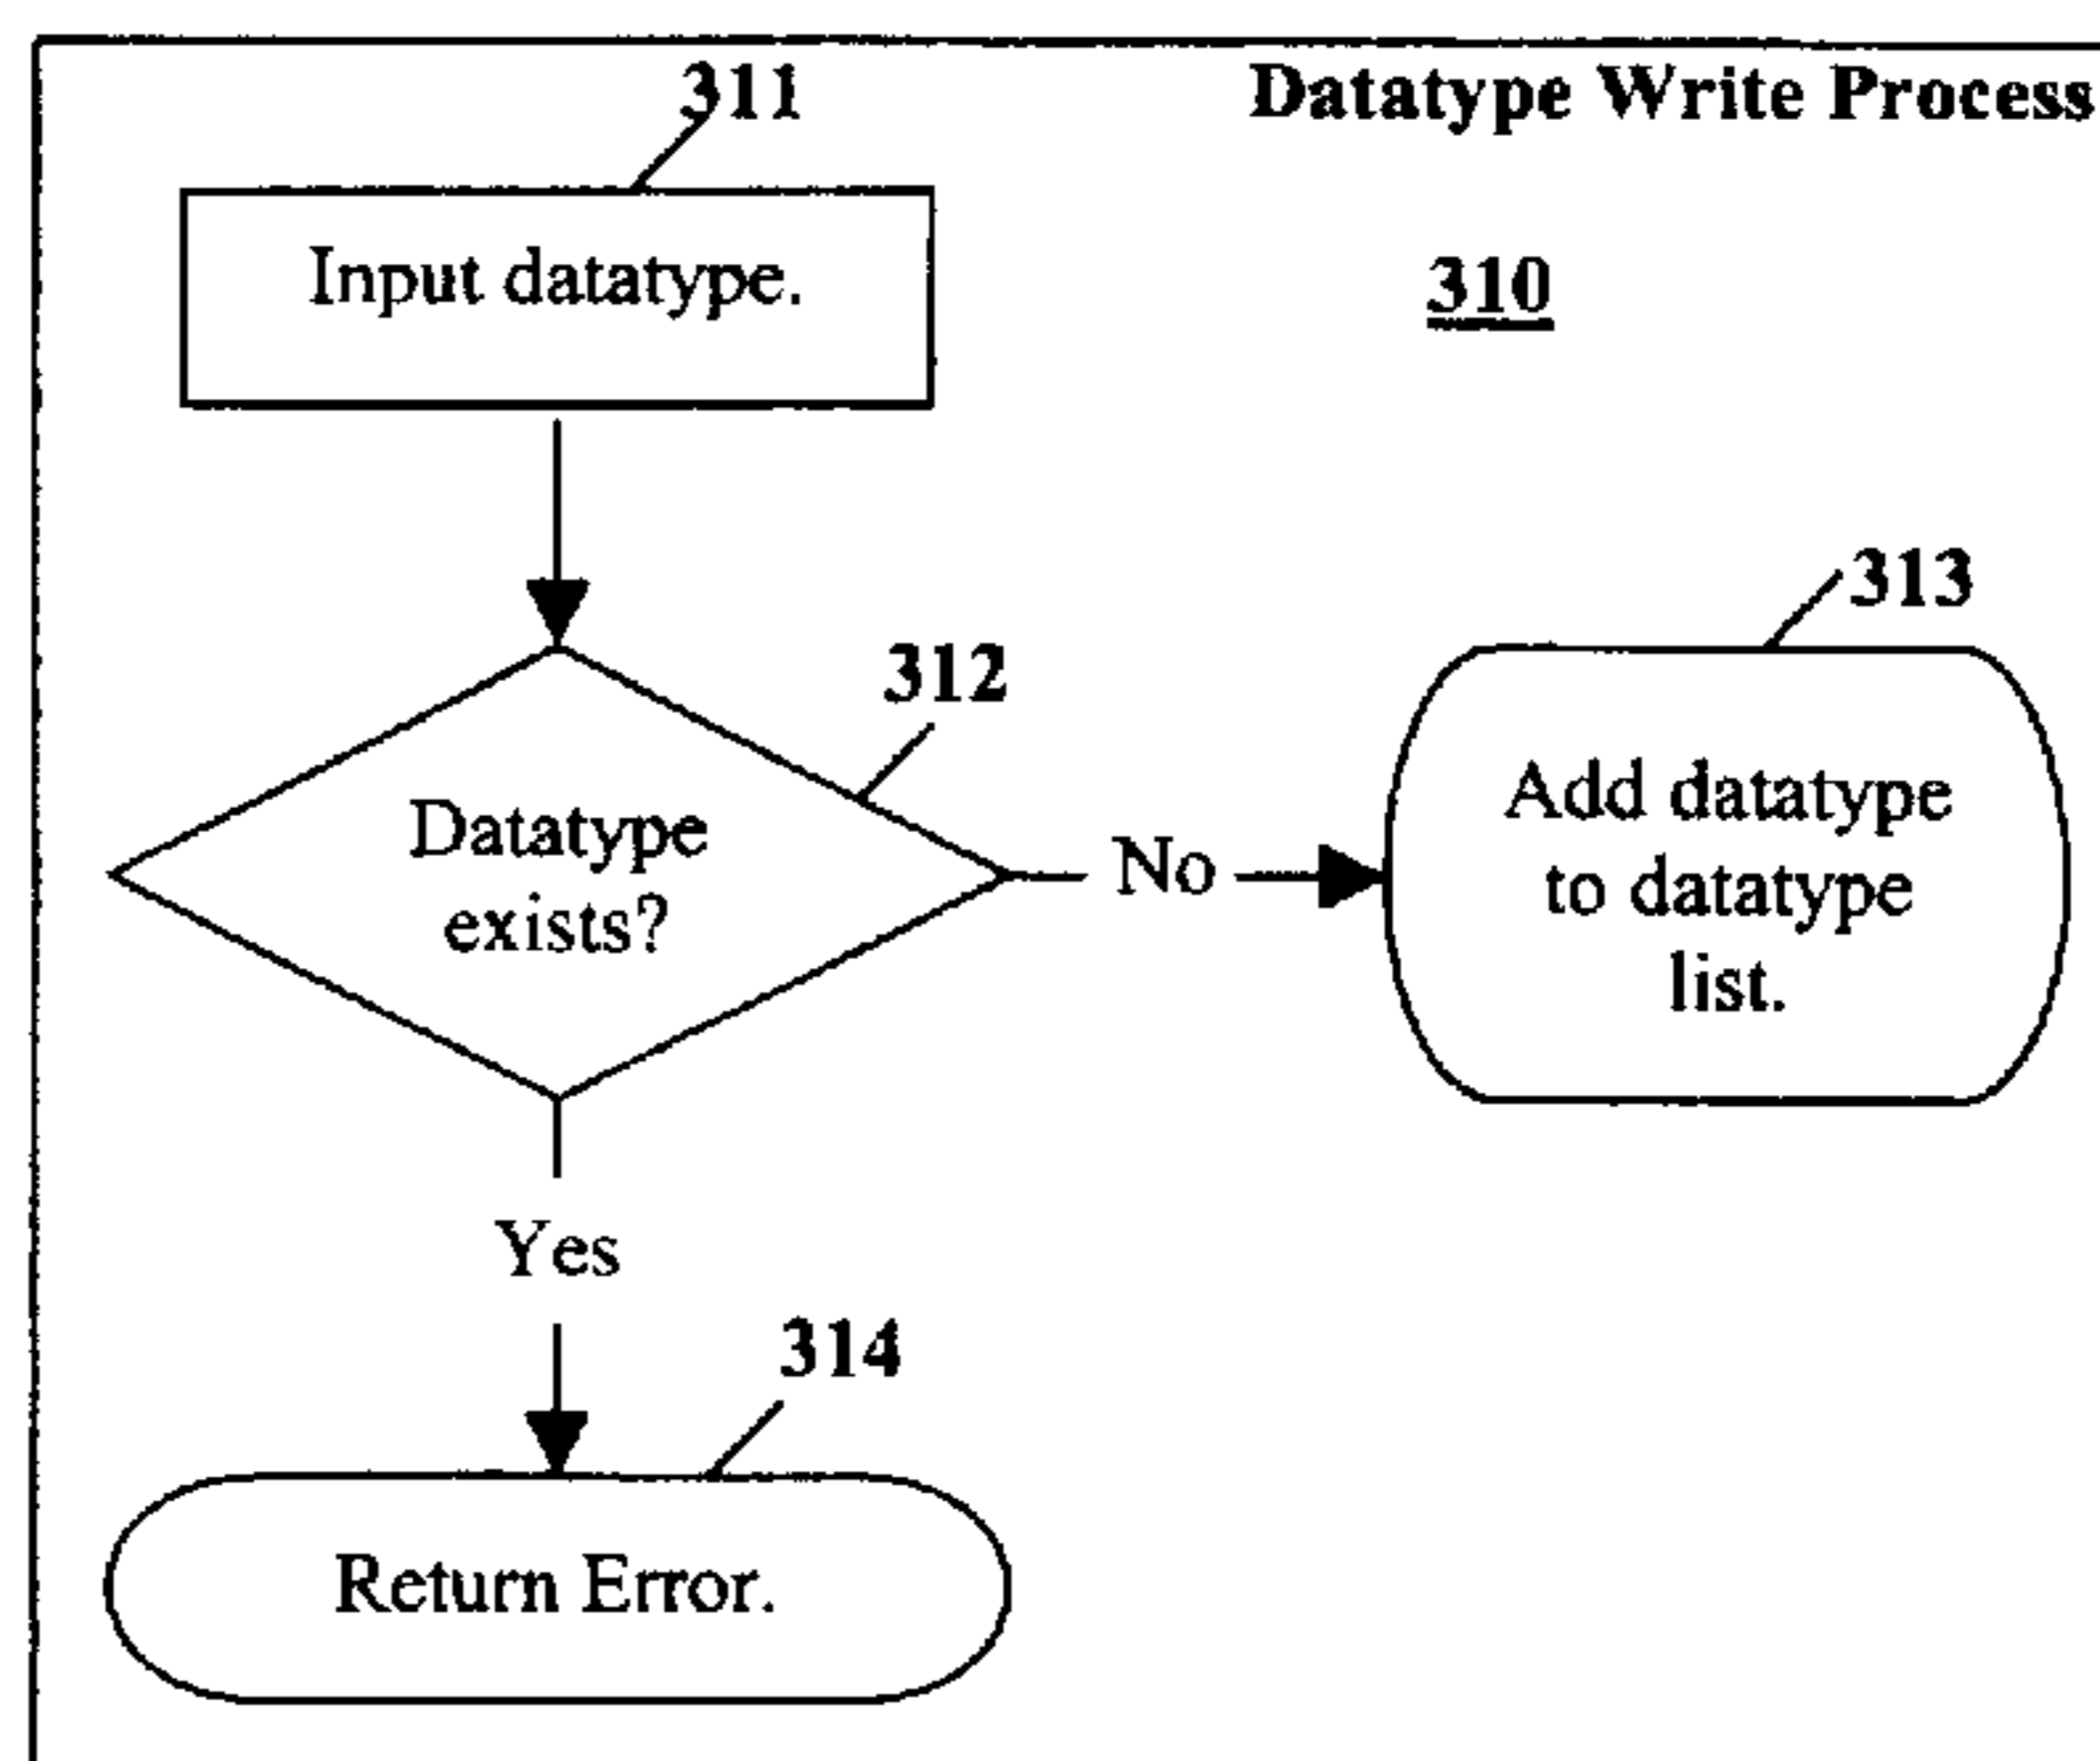 311
Datatype Write Process
Input datatype.
310
313
312
Datatype
exists?
No
Add datatype
to datatype
list.
Yes
314
Return Error.